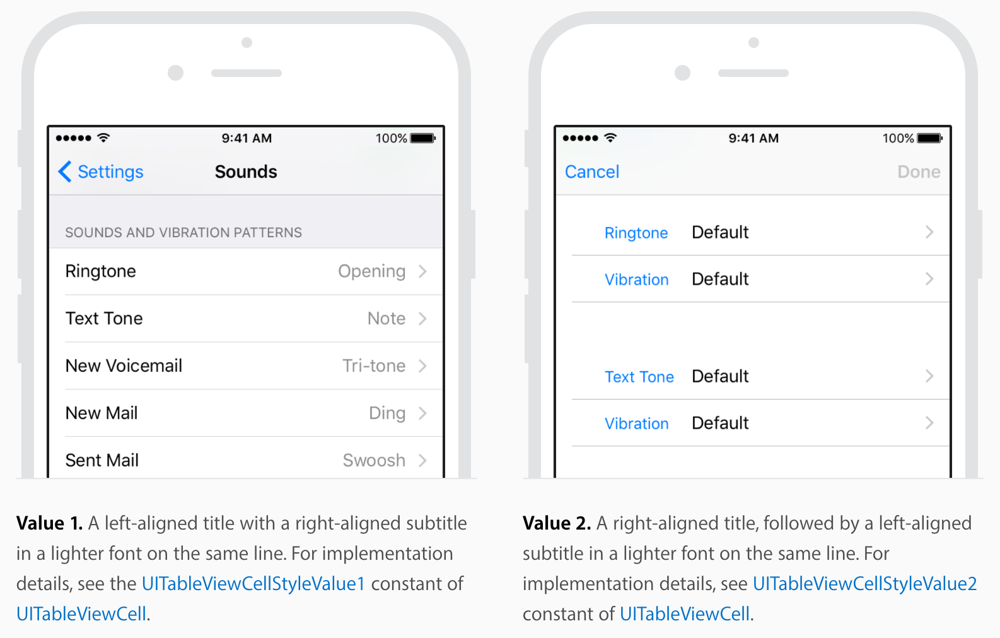 9:41 AM 100%
Settings Sounds
SOUNDS AND VIBRATION PATTERNS
Ringtone Opening
Text Tone Note
New Voicemail Tri-tone
New Mail Ding
Sent Mail Swoosh
Value 1. A left-aligned title with a right-aligned subtitle
in a lighter font on the same line. For implementation
details, see the UITableViewCellStyleValue1 constant of
UITableViewCell.
9:41 AM 100%
Cancel Done
Ringtone Default
Vibration Default
Text Tone Default
Vibration Default
Value 2. A right-aligned title, followed by a left-aligned
subtitle in a lighter font on the same line. For
implementation details, see UITableViewCellStyleValue2
constant of UITableViewCell.